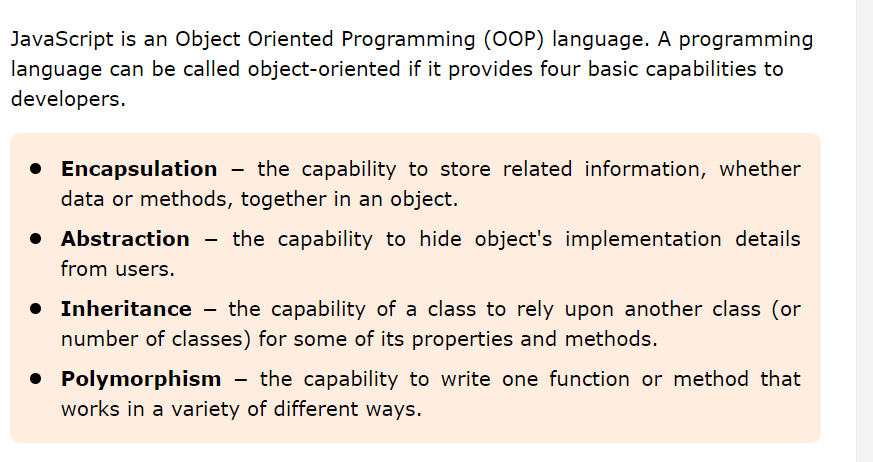 JavaScript is an Object Oriented Programming (OOP) language. A programming
language can be called object-oriented if it provides four basic capabilities to
developers.
● Encapsulation – the capability to store related information, whether
data or methods, together in an object.
● Abstraction – the capability to hide object's implementation details
from users.
● Inheritance – the capability of a class to rely upon another class (or
number of classes) for some of its properties and methods.
● Polymorphism – the capability to write one function or method that
works in a variety of different ways.